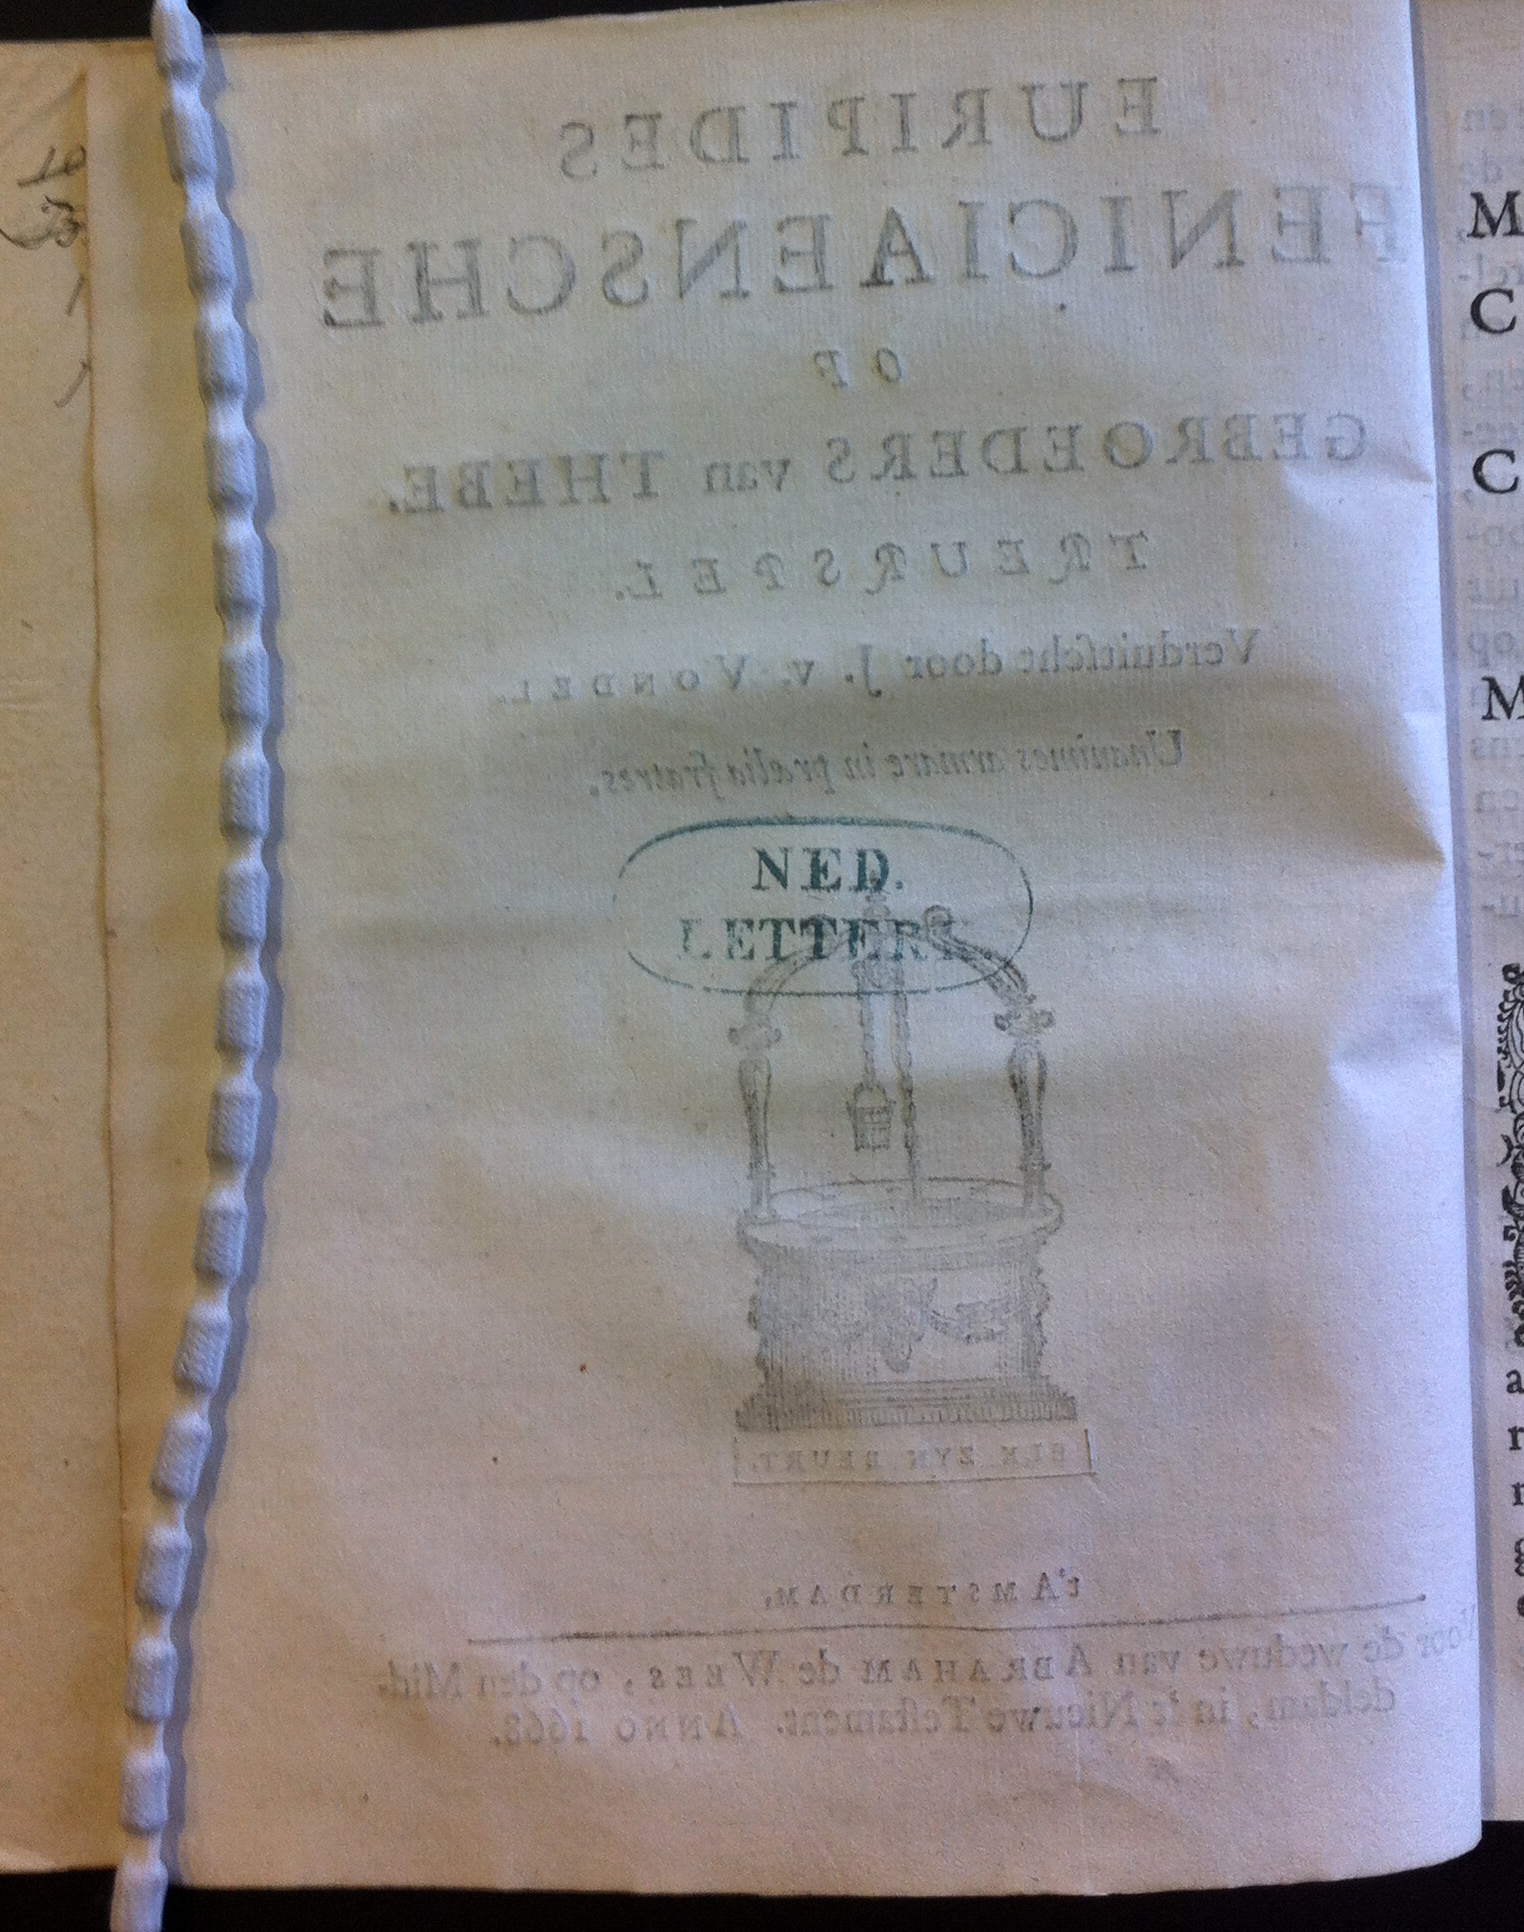 EURIPIDES
FENICIAENSCHE
OF
GEBROEDERS van THEBE.
TREURSPEL.
Verduitſcht door J. v. VONDEL.
Unanimes armare in prælia fratres.
NED.
LETTERK.
ELK ZYN BEURT.
t'AMSTERDAM,
Voor de weduwe van ABRAHAM de WEES, op den Mid-
deldam, in 't Nieuwe Teſtament. ANNO 1668.
M
C
C
M